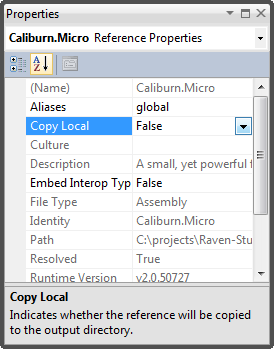 Properties
Caliburn.Micro Reference Properties
(Name) Caliburn.Micro
Aliases global
Copy Local False
Culture
Description A small, yet powerful
Embed Interop Typ False
File Type Assembly
Identity Caliburn.Micro
Path C:\projects\Raven-Stu
Resolved True
Runtime Version v2.0.50727
Copy Local
Indicates whether the reference will be copied
to the output directory.